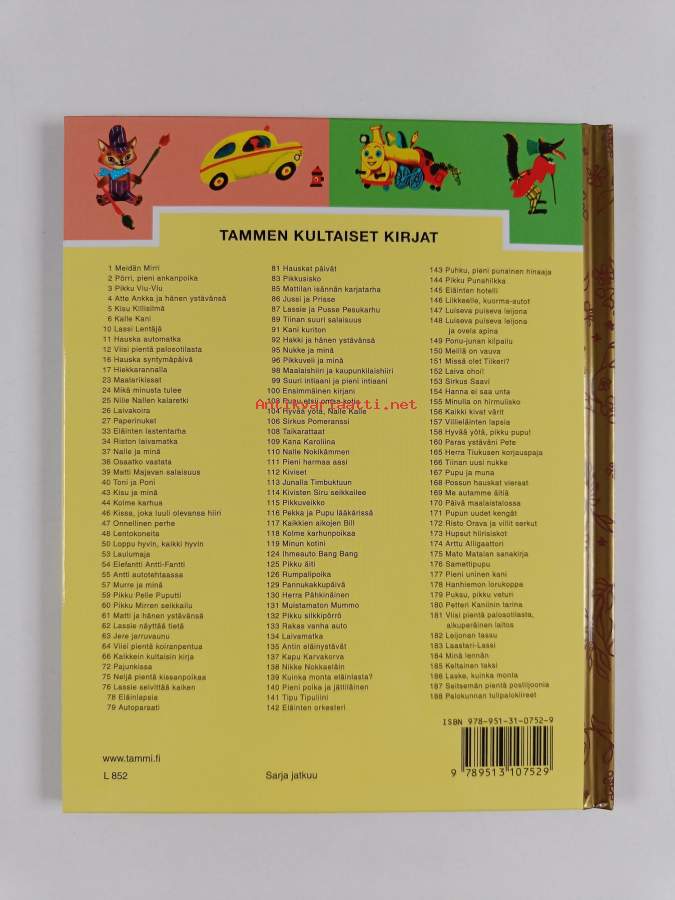 TAMMEN KULTAISET KIRJAT
1 Meidän Mirri
2 Pörri, pieni ankanpoika
3 Pikku Viu-Viu
4 Atte Ankka ja hänen ystävänsä
5 Kisu Killisilmä
6 Kalle Kani
10 Lassi Lentäjä
11 Hauska automatka
12 Viisi pientä palosotilasta
16 Hauska syntymäpäivä
17 Hiekkarannalla
23 Maalarikissat
24 Mikä minusta tulee
25 Nille Nallen kalaretki
26 Laivakoira
27 Paperinuket
33 Eläinten lastentarha
34 Riston laivamatka
37 Nalle ja minä
38 Osaatko vastata
39 Matti Majavan salaisuus
40 Toni ja Poni
43 Kisu ja minä
44 Kolme karhua
46 Kissa, joka luuli olevansa hiiri
47 Onnellinen perhe
48 Lentokoneita
50 Loppu hyvin, kaikki hyvin
53 Laulumaja
54 Elefantti Antti-Fantti
55 Antti autotehtaassa
57 Murre ja minä
59 Pikku Pelle Puputti
60 Pikku Mirren seikkailu
61 Matti ja hänen ystävänsä
62 Lassie näyttää tietä
63 Jere jarruvaunu
64 Viisi pientä koiranpentua
66 Kaikkein kultaisin kirja
72 Pajunkissa
75 Neljä pientä kissanpoikaa
76 Lassie selvittää kaiken
78 Eläinlapsia
79 Autoparaati
81 Hauskat päivät
83 Pikkusisko
85 Mattilan isännän karjatarha
86 Jussi ja Prisse
87 Lassie ja Pusse Pesukarhu
89 Tiinan suuri salaisuus
91 Kani kuriton
92 Hakki ja hänen ystävänsä
95 Nukke ja minä
96 Pikkuveli ja minä
98 Maalaishiiri ja kaupunkilaishiiri
99 Suuri intiaani ja pieni intiaani
100 Ensimmäinen kirjani
103 Pupu etsii omaa kotia
104 Hyvää yötä, Nalle Kalle
106 Sirkus Pomeranssi
108 Taikarattaat
109 Kana Karoliina
110 Nalle Nokikämmen
111 Pieni harmaa aasi
112 Kiviset
113 Junalla Timbuktuun
114 Kivisten Siru seikkailee
115 Pikkuveikko
116 Pekka ja Pupu lääkärissä
117 Kaikkien aikojen Bill
118 Kolme karhunpoikaa
119 Minun kotini
124 Ihmeauto Bang Bang
125 Pikku äiti
126 Rumpalipoika
129 Pannukakkupäivä
130 Herra Pähkinäinen
131 Muistamaton Mummo
132 Pikku silkkipörrö
133 Rakas vanha auto
134 Laivamatka
135 Antin eläinystävät
137 Kapu Karvakorva
138 Nikke Nokkaeläin
139 Kuinka monta eläinlasta?
140 Pieni poika ja jättiläinen
141 Tipu Tipuliini
142 Eläinten orkesteri
143 Puhku, pieni punainen hinaaja
144 Pikku Punahilkka
145 Eläinten hotelli
146 Liikkeelle, kuorma-autot!
147 Luiseva puiseva leijona
148 Luiseva puiseva leijona
ja ovela apina
149 Poniu-junan kilpailu
150 Meillä on vauva
151 Missä olet Tiikeri?
152 Laiva ohoi!
153 Sirkus Saavi
154 Hanna ei saa unta
155 Minulla on hirmulisko
156 Kaikki kivat värit
157 Villieläinten lapsia
158 Hyvää yötä, pikku pupu!
160 Paras ystäväni Pete
165 Herra Tiukusen korjauspaja
166 Tiinan uusi nukke
167 Pupu ja muna
168 Possun hauskat vieraat
169 Me autamme äitiä
170 Päivä maalaistalossa
171 Pupun uudet kengät
172 Risto Orava ja villit serkut
173 Hupsut hiirisiskot
174 Arttu Alligaattori
175 Mato Matalan sanakirja
176 Samettipupu
177 Pieni uninen kani
178 Hanhiemon lorukoppa
179 Puksu, pikku veturi
180 Petteri Kaniinin tarina
181 Viisi pientä palosotilasta,
alkuperäinen laitos
182 Leijonan tassu
183 Laastari-Lassi
184 Minä lennän
185 Keltainen taksi
186 Laske, kuinka monta
187 Seitsemän pientä postiljoonia
188 Palokunnan tulipalokiireet
Antikvariaatti.net
ISBN 978-951-31-0752-9
9 789513 107529
www.tammi.fi
L 852
Sarja jatkuu